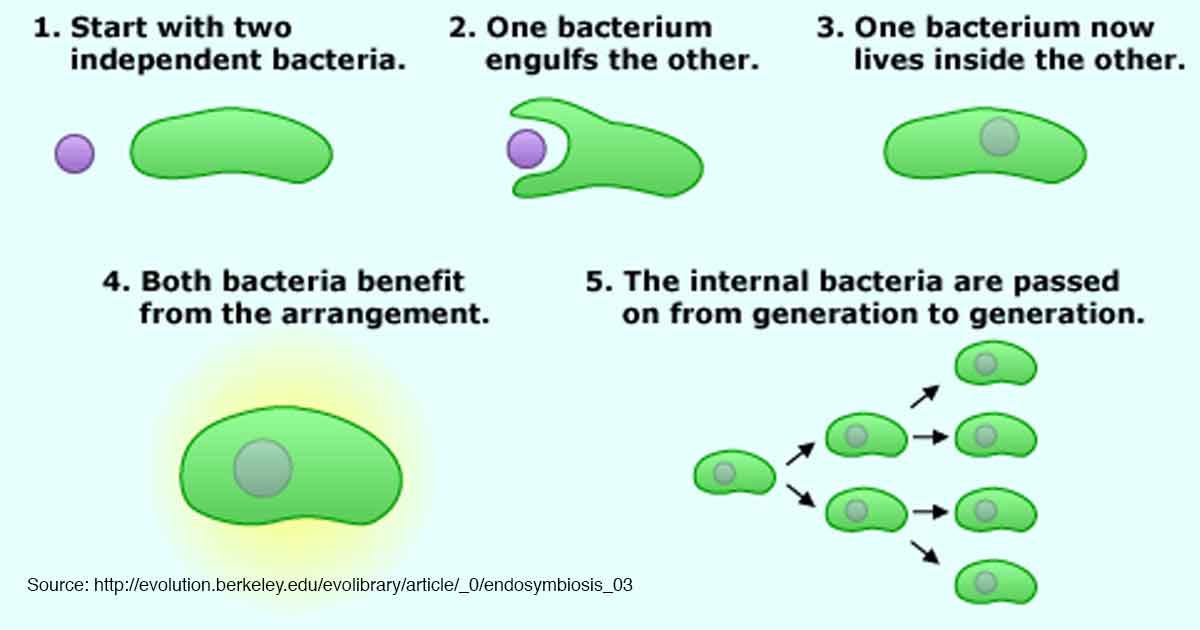 1. Start with two
independent bacteria.
2. One bacterium
engulfs the other.
3. One bacterium now
lives inside the other.
4. Both bacteria benefit
from the arrangement.
5. The internal bacteria are passed
on from generation to generation.
Source: http://evolution.berkeley.edu/evolibrary/article/_0/endosymbiosis_03